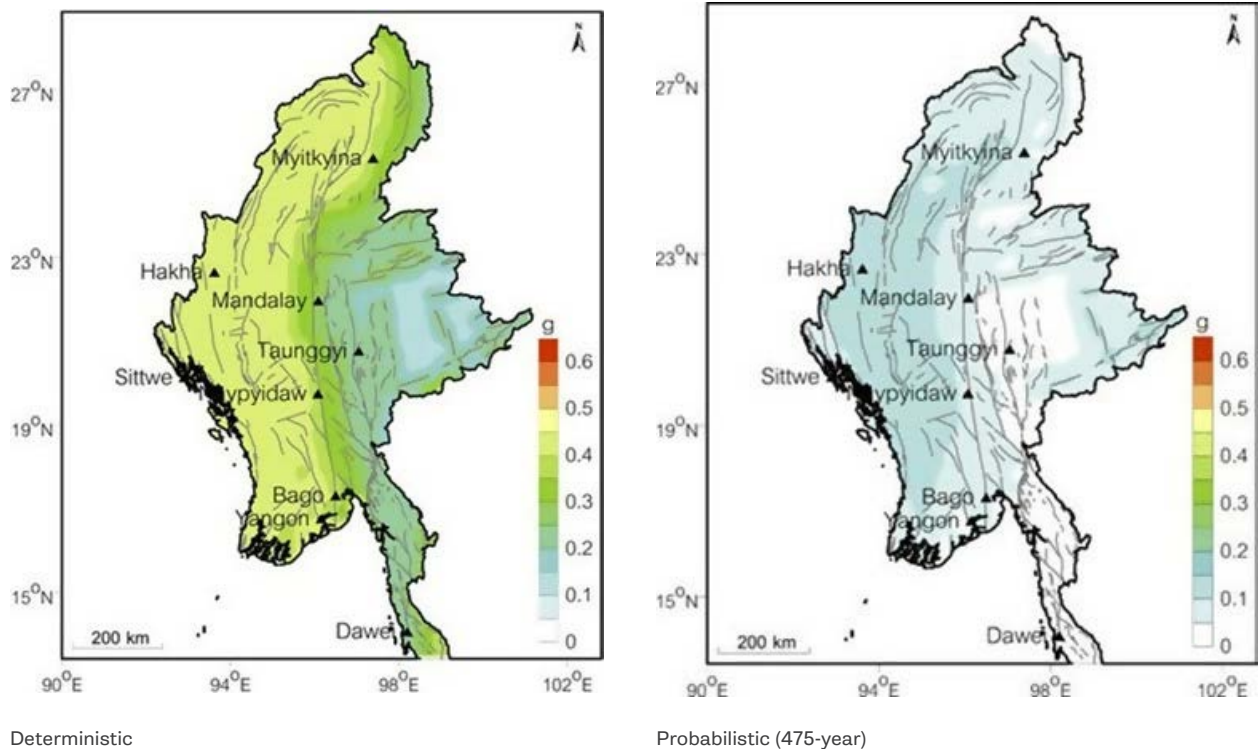 N
27°N
Myitkyina
23°N
Hakha
Mandalay
g
Taunggyi
0.6
Sittwe
ypyidaw
0.5
19°N
0.4
0.3
Bago
Yangon
0.2
15°N
0.1
Dawei
0
200 km
90°E
94°E
98°E
102°E
Deterministic
N
27°N
Myitkyina
23°N
Hakha
Mandalay
g
Taunggyi
0.6
Sittwe
ypyidaw
0.5
19°N
0.4
0.3
Bago
Yangon
0.2
15°N
0.1
Dawei
0
200 km
90°E
94°E
98°E
102°E
Probabilistic (475-year)